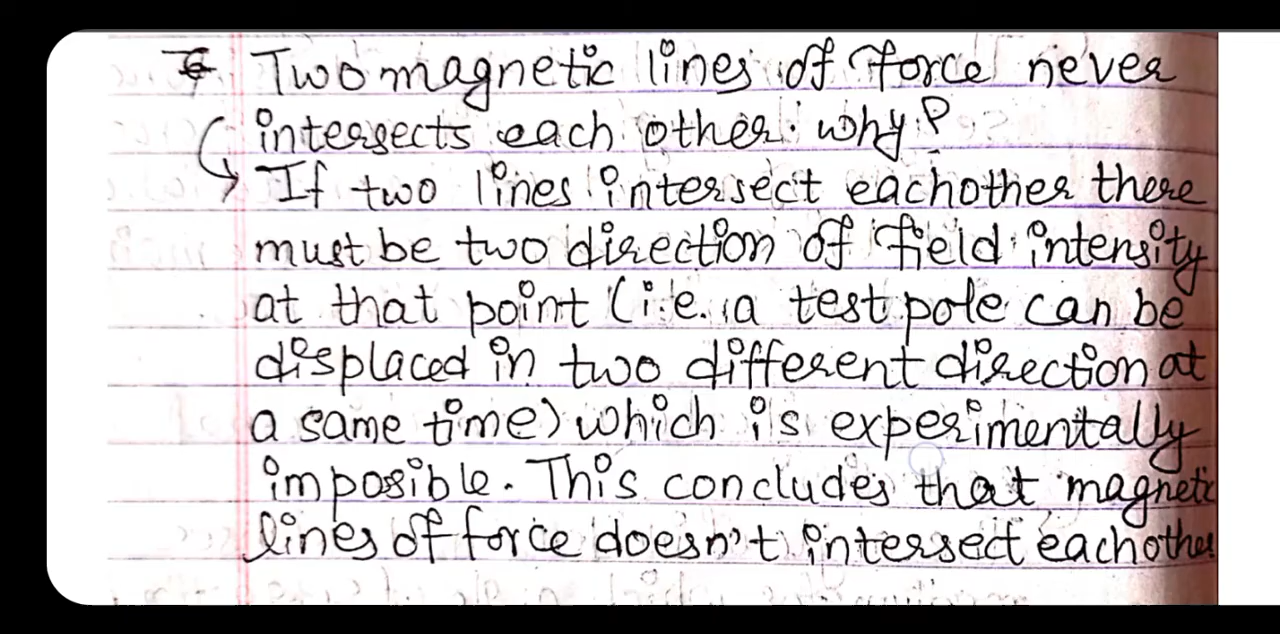 Two magnetic lines of force never
intersects each other. why?
If two lines intersect eachother there
must be two direction of field intensity
at that point (i.e. a test pole can be
displaced in two different direction at
a same time) which is experimentally
imposible. This concludes that magnetic
lines of force doesn't intersect eachother